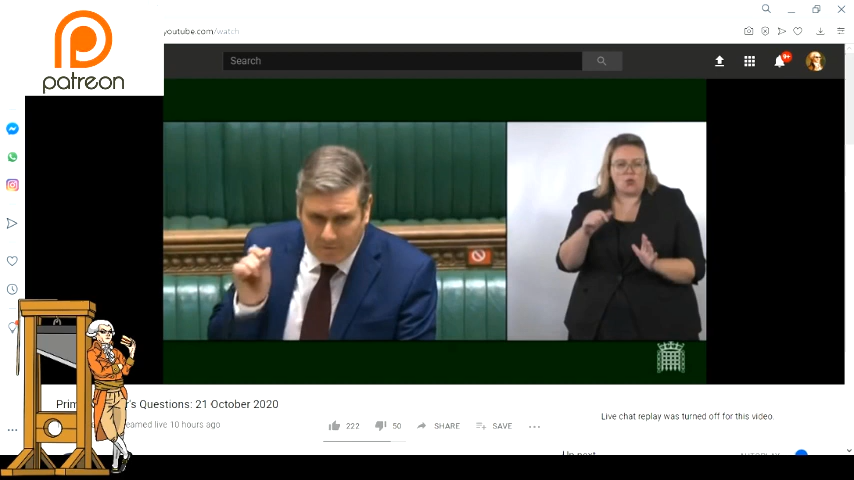 patreon
youtube.com/watch
Search
9+
Prim
r's Questions: 21 October 2020
eamed live 10 hours ago
222
50
SHARE
SAVE
Live chat replay was turned off for this video.
Up next
AUTOPLAY